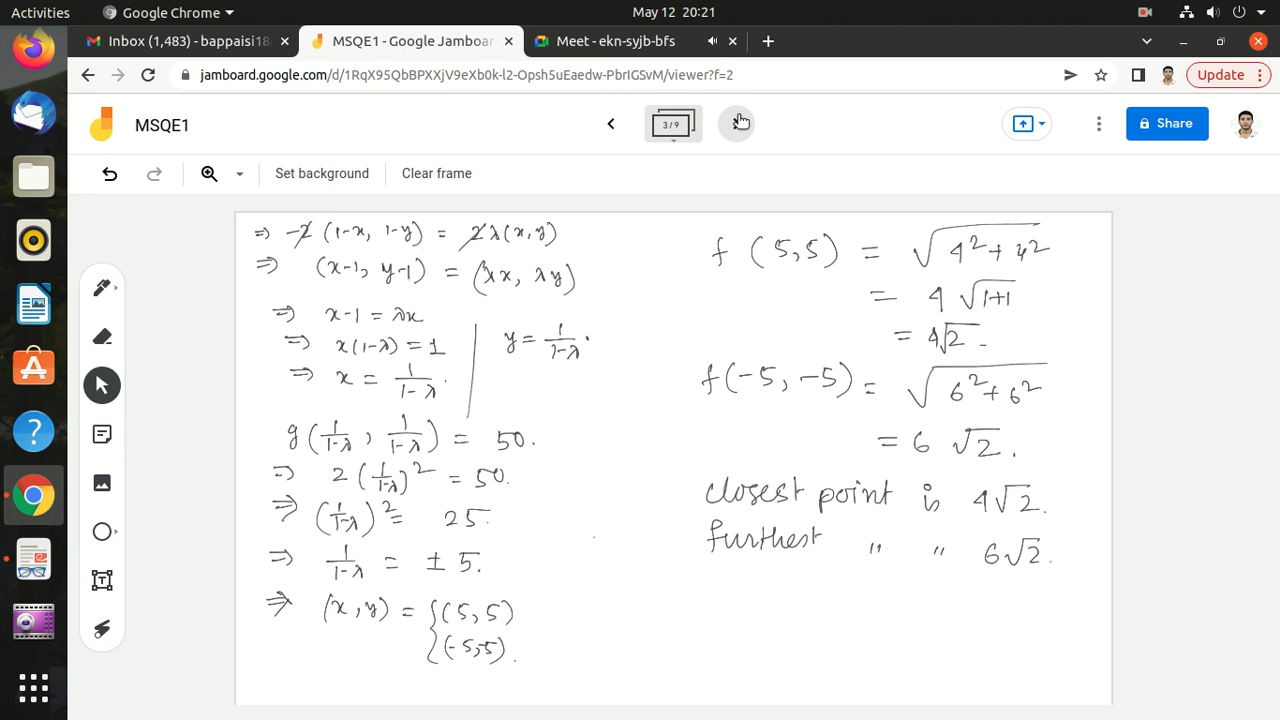 Activities
Google Chrome
May 12 20:21
Inbox (1,483) - bappaisi18
MSQE1 - Google Jamboar
Meet - ekn-syjb-bfs
jamboard.google.com/d/1RqX95QbBPXXjV9eXb0k-l2-Opsh5uEaedw-PbrIGSvM/viewer?f=2
Update
MSQE1
3/9
Share
Set background
Clear frame
⇒ -2 (1-x, 1-y) = 2λ(x,y)
⇒ (x-1, y-1) = (λx, λy)
⇒ x-1 = λx
⇒ x(1-λ) = 1
⇒ x = 1/(1-λ).
y = 1/(1-λ).
g(1/(1-λ), 1/(1-λ)) = 50.
⇒ 2(1/(1-λ))² = 50.
⇒ (1/(1-λ))² = 25.
⇒ 1/(1-λ) = ± 5.
⇒ (x,y) = { (5,5)
{ (-5,-5).
f(5,5) = √(4²+4²)
= 4 √(1+1)
= 4√2.
f(-5,-5) = √(6²+6²)
= 6 √2.
closest point is 4√2.
furthest " " 6√2.